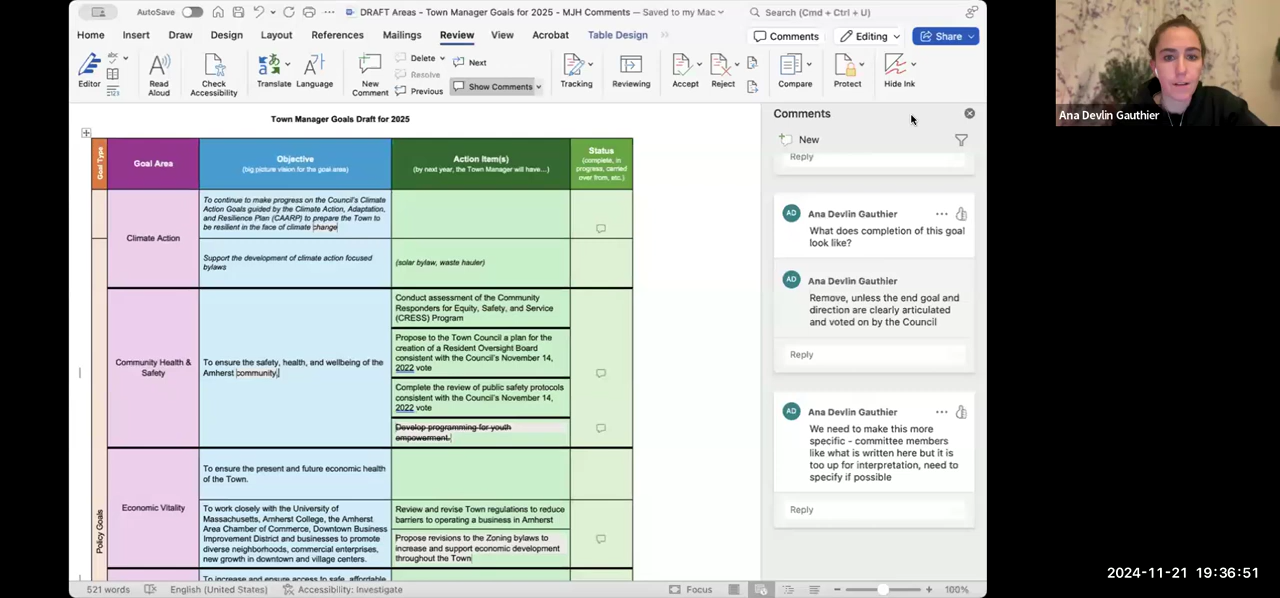 AutoSave
DRAFT Areas - Town Manager Goals for 2025 - MJH Comments — Saved to my Mac
Search (Cmd + Ctrl + U)
Home Insert Draw Design Layout References Mailings Review View Acrobat Table Design
Comments Editing Share
Editor
Read Aloud
Check Accessibility
Translate
Language
New Comment
Delete
Resolve
Previous
Next
Show Comments
Tracking
Reviewing
Accept
Reject
Compare
Protect
Hide Ink
Town Manager Goals Draft for 2025
Goal Type
Goal Area
Objective
(big picture vision for the goal area)
Action Item(s)
(by next year, the Town Manager will have...)
Status
(complete, in
progress, carried
over from, etc.)
Climate Action
To continue to make progress on the Council's Climate
Action Goals guided by the Climate Action, Adaptation,
and Resilience Plan (CAARP) to prepare the Town to
be resilient in the face of climate change
Support the development of climate action focused
bylaws
(solar bylaw, waste hauler)
Community Health &
Safety
To ensure the safety, health, and wellbeing of the
Amherst community.
Conduct assessment of the Community
Responders for Equity, Safety, and Service
(CRESS) Program
Propose to the Town Council a plan for the
creation of a Resident Oversight Board
consistent with the Council's November 14,
2022 vote
Complete the review of public safety protocols
consistent with the Council's November 14,
2022 vote
Develop programming for youth
empowerment.
Policy Goals
Economic Vitality
To ensure the present and future economic health
of the Town.
To work closely with the University of
Massachusetts, Amherst College, the Amherst
Area Chamber of Commerce, Downtown Business
Improvement District and businesses to promote
diverse neighborhoods, commercial enterprises,
new growth in downtown and village centers.
Review and revise Town regulations to reduce
barriers to operating a business in Amherst
Propose revisions to the Zoning bylaws to
increase and support economic development
throughout the Town
To increase and ensure access to safe, affordable
Comments
New
Reply
AD Ana Devlin Gauthier
What does completion of this goal
look like?
AD Ana Devlin Gauthier
Remove, unless the end goal and
direction are clearly articulated
and voted on by the Council
Reply
AD Ana Devlin Gauthier
We need to make this more
specific - committee members
like what is written here but it is
too up for interpretation, need to
specify if possible
Reply
521 words English (United States) Accessibility: Investigate Focus 100%
Ana Devlin Gauthier
2024-11-21 19:36:51